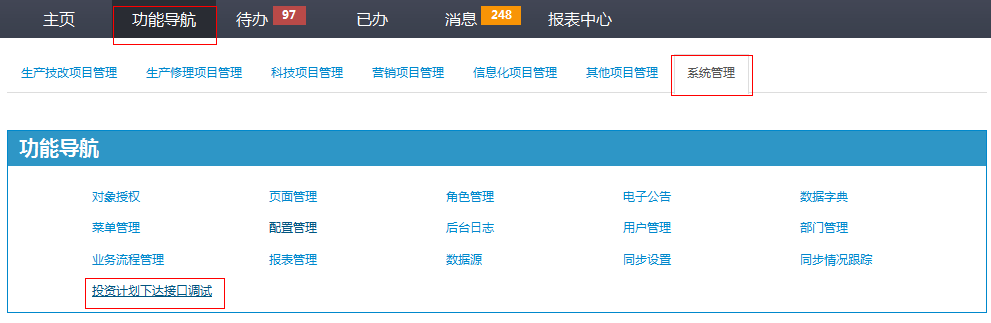 主页 功能导航 待办 97 已办 消息 248 报表中心
生产技改项目管理 生产修理项目管理 科技项目管理 营销项目管理 信息化项目管理 其他项目管理 系统管理
功能导航
对象授权 页面管理 角色管理 电子公告 数据字典
菜单管理 配置管理 后台日志 用户管理 部门管理
业务流程管理 报表管理 数据源 同步设置 同步情况跟踪
投资计划下达接口调试